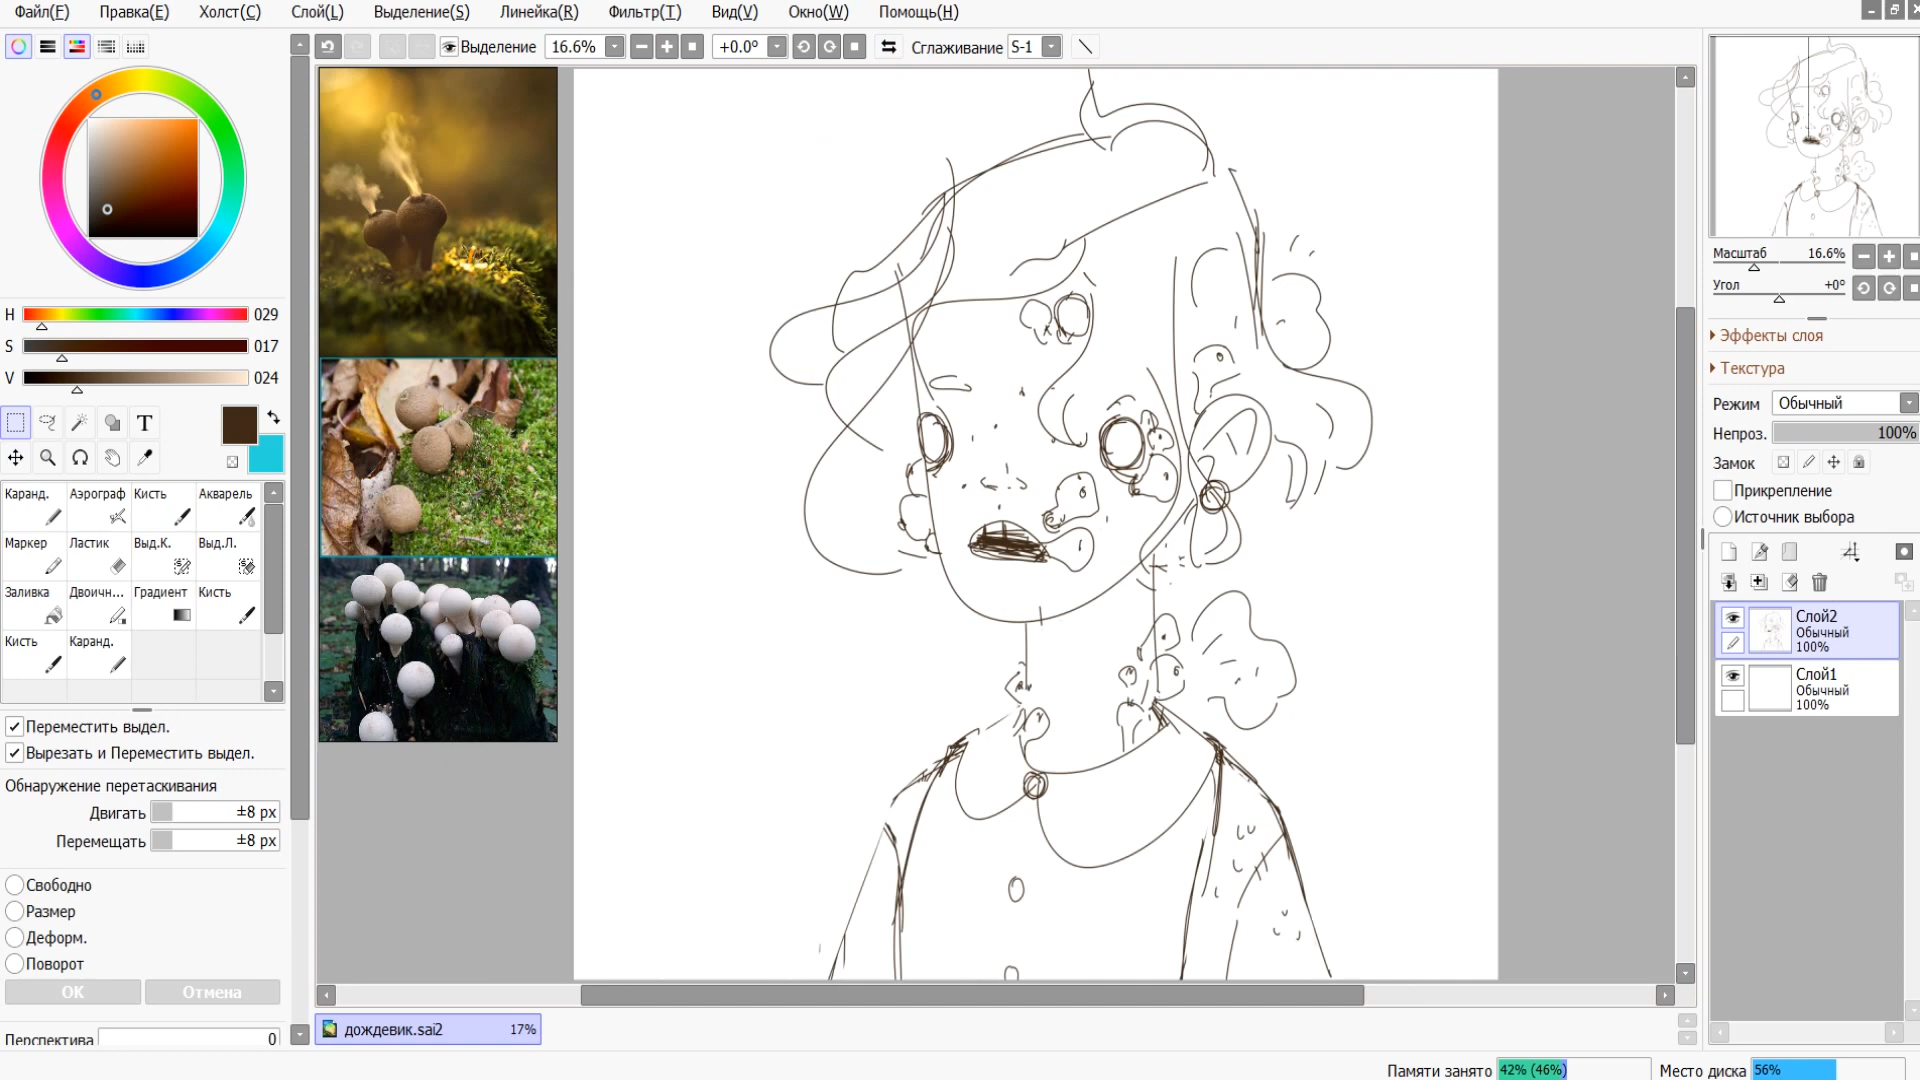 Файл(F) Правка(E) Холст(C) Слой(L) Выделение(S) Линейка(R) Фильтр(T) Вид(V) Окно(W) Помощь(H)
Выделение 16.6% +0.0° Сглаживание S-1
H 029
S 017
V 024
T
Каранд. Аэрограф Кисть Акварель
Маркер Ластик Выд.К. Выд.Л.
Заливка Двоичн... Градиент Кисть
Кисть Каранд.
Переместить выдел.
Вырезать и Переместить выдел.
Обнаружение перетаскивания
Двигать ±8 px
Перемещать ±8 px
Свободно
Размер
Деформ.
Поворот
OK Отмена
Перспектива 0
дождевик.sai2 17%
Масштаб 16.6%
Угол +0°
Эффекты слоя
Текстура
Режим Обычный
Непроз. 100%
Замок
Прикрепление
Источник выбора
Слой2
Обычный
100%
Слой1
Обычный
100%
Памяти занято 42% (46%) Место диска 56%